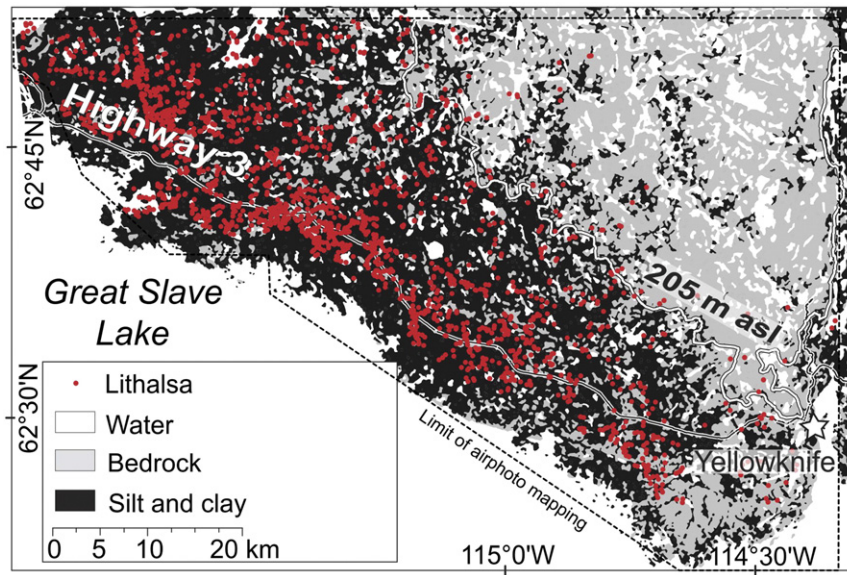 Highway 3
62°45'N
205 m asl
Great Slave
Lake
Lithalsa
Water
Bedrock
Silt and clay
0 5 10 20 km
62°30'N
Limit of airphoto mapping
Yellowknife
115°0'W
114°30'W